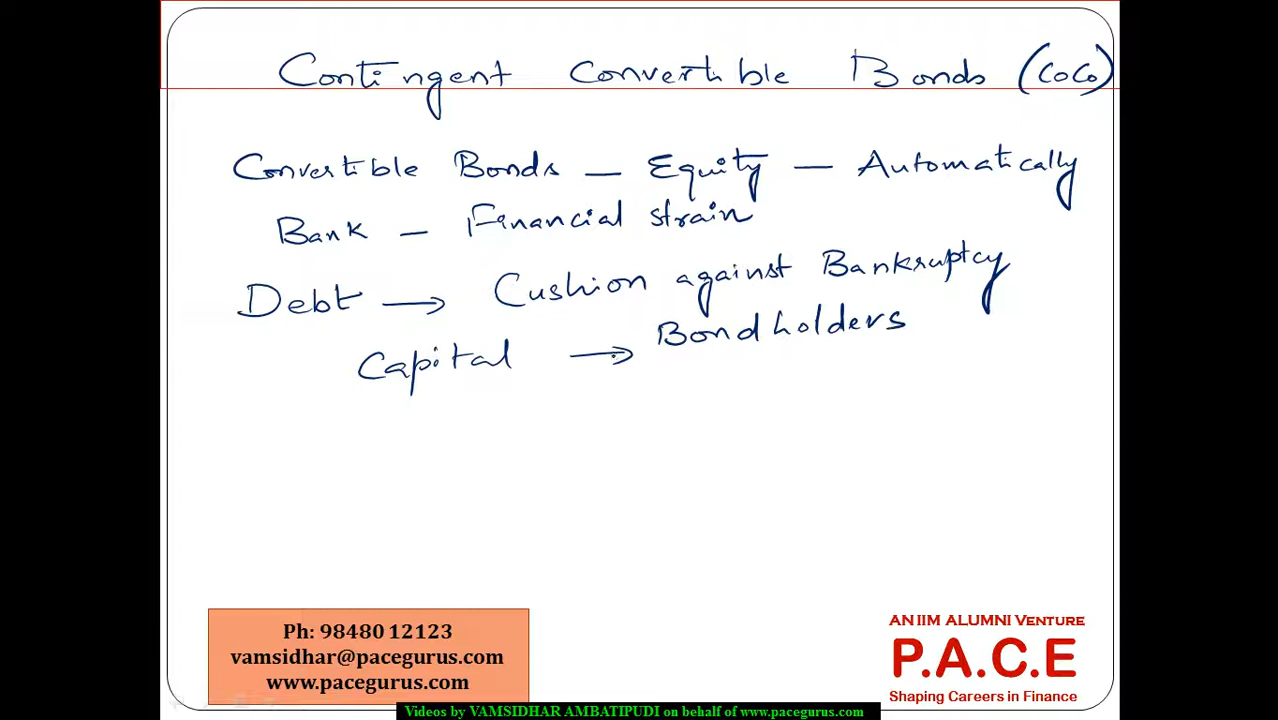 Contingent Convertible Bonds (CoCo)
Convertible Bonds — Equity — Automatically
Bank — Financial strain
Debt → Cushion against Bankruptcy
Capital → Bondholders
Ph: 98480 12123
vamsidhar@pacegurus.com
www.pacegurus.com
AN IIM ALUMNI VENTURE
P.A.C.E
Shaping Careers in Finance
Videos by VAMSIDHAR AMBATIPUDI on behalf of www.pacegurus.com